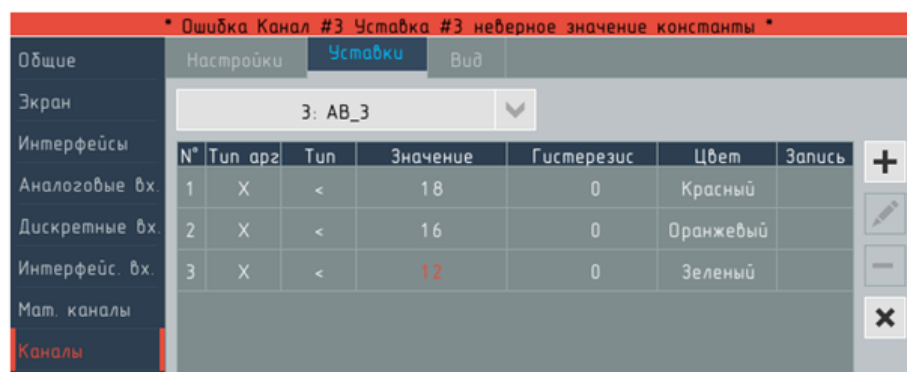 * Ошибка Канал #3 Уставка #3 неверное значение константы *
Общие
Экран
Интерфейсы
Аналоговые вх.
Дискретные вх.
Интерфейс. вх.
Мат. каналы
Каналы
Настройки Уставки Вид
3: АВ_3
N° Тип арг Тип Значение Гистерезис Цвет Запись
1 X < 18 0 Красный
2 X < 16 0 Оранжевый
3 X < 12 0 Зеленый